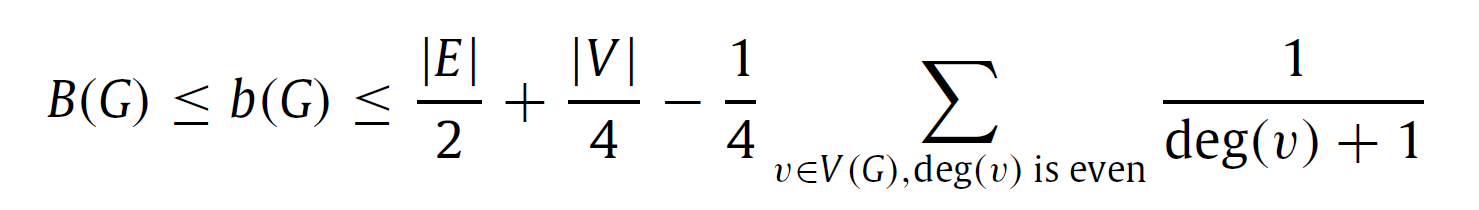 B(G) ≤ b(G) ≤ |E|/2 + |V|/4 − 1/4 ∑_{v∈V(G),deg(v) is even} 1/(deg(v) + 1)